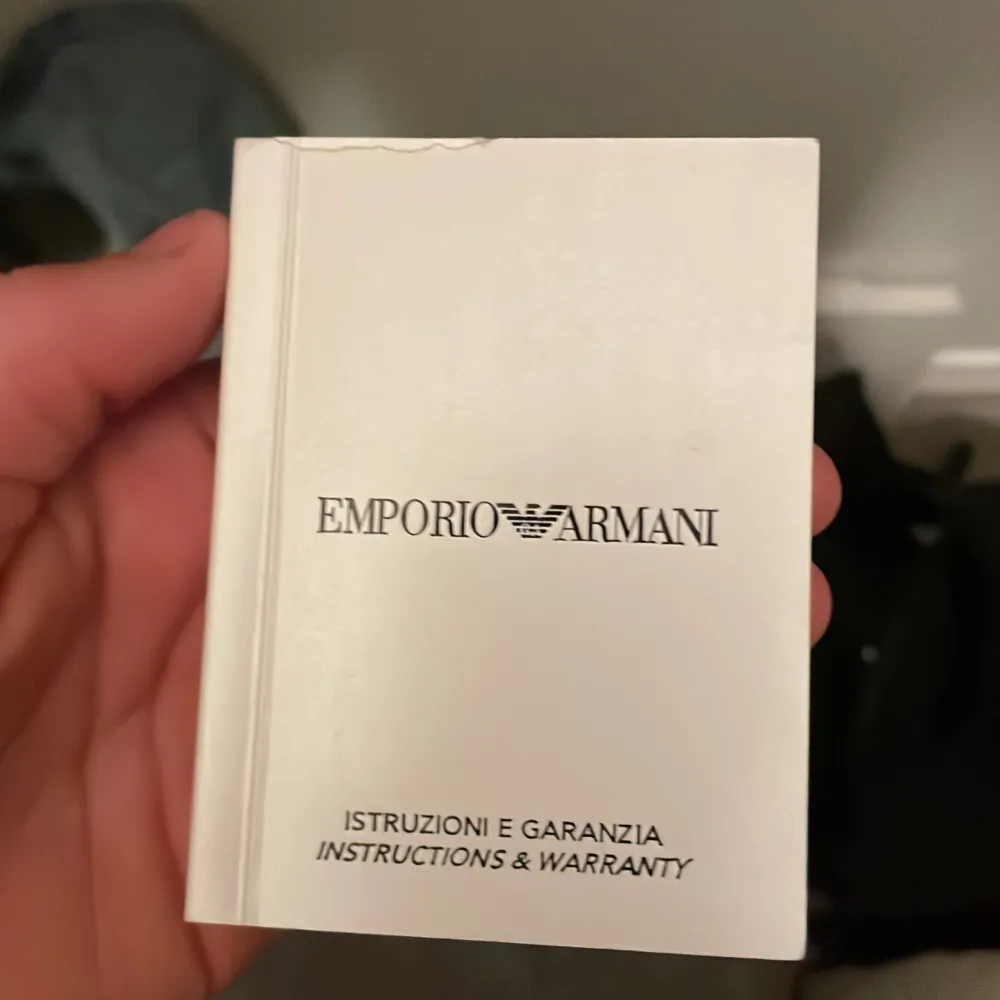 EMPORIO ARMANI
ISTRUZIONI E GARANZIA
INSTRUCTIONS & WARRANTY